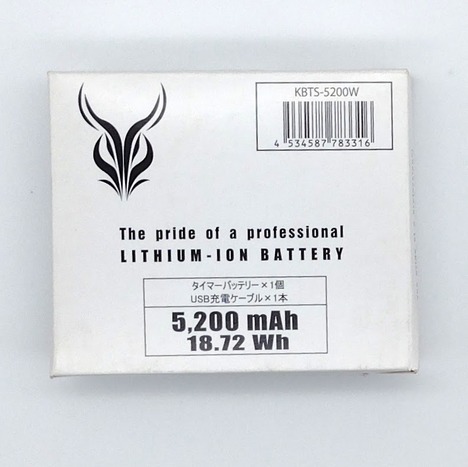 KBTS-5200W
4 534587 783316
The pride of a professional
LITHIUM-ION BATTERY
タイマーバッテリー×1個
USB充電ケーブル×1本
5,200 mAh
18.72 Wh